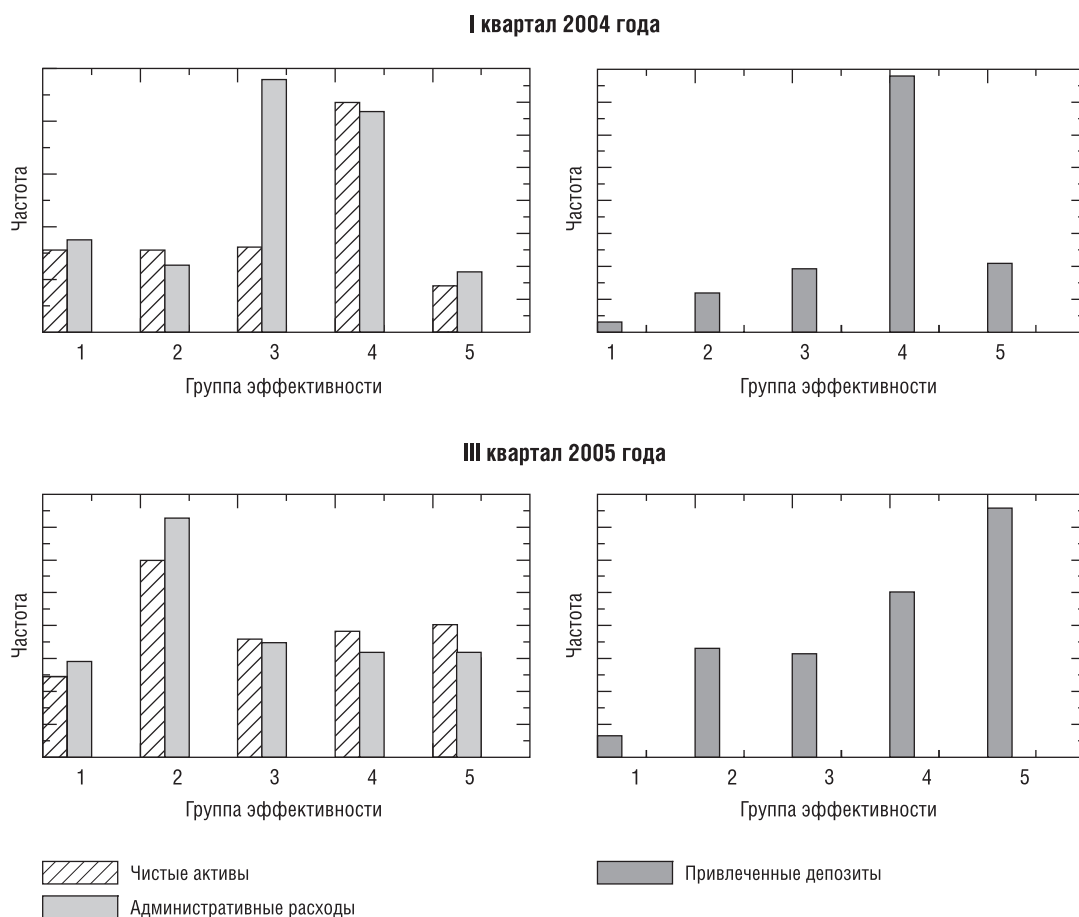 I квартал 2004 года
Частота
1 2 3 4 5
Группа эффективности
Частота
1 2 3 4 5
Группа эффективности
III квартал 2005 года
Частота
1 2 3 4 5
Группа эффективности
Частота
1 2 3 4 5
Группа эффективности
Чистые активы
Административные расходы
Привлеченные депозиты